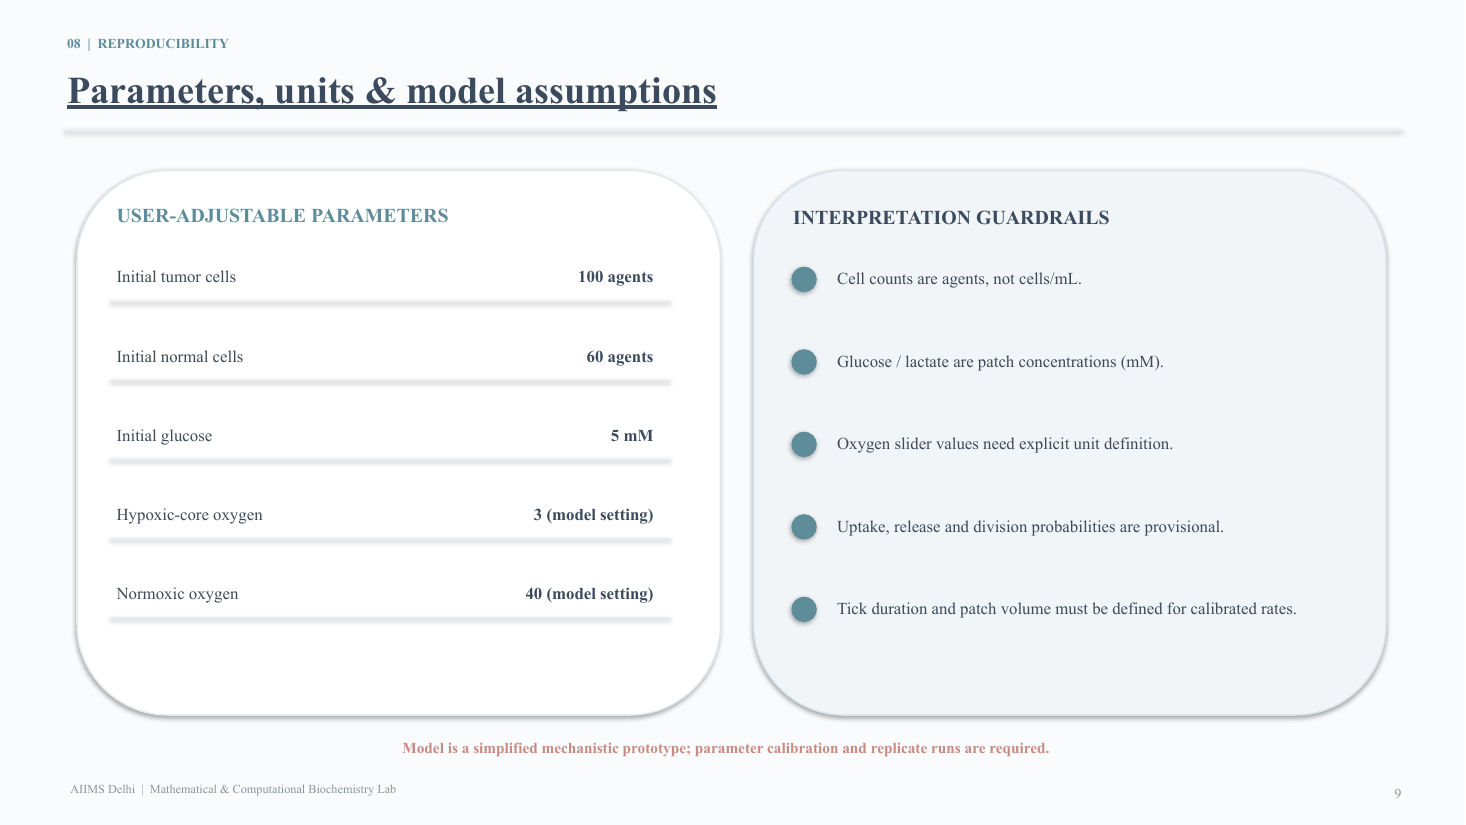 08 | REPRODUCIBILITY
Parameters, units & model assumptions
USER-ADJUSTABLE PARAMETERS
Initial tumor cells 100 agents
Initial normal cells 60 agents
Initial glucose 5 mM
Hypoxic-core oxygen 3 (model setting)
Normoxic oxygen 40 (model setting)
INTERPRETATION GUARDRAILS
Cell counts are agents, not cells/mL.
Glucose / lactate are patch concentrations (mM).
Oxygen slider values need explicit unit definition.
Uptake, release and division probabilities are provisional.
Tick duration and patch volume must be defined for calibrated rates.
Model is a simplified mechanistic prototype; parameter calibration and replicate runs are required.
AIIMS Delhi | Mathematical & Computational Biochemistry Lab
9